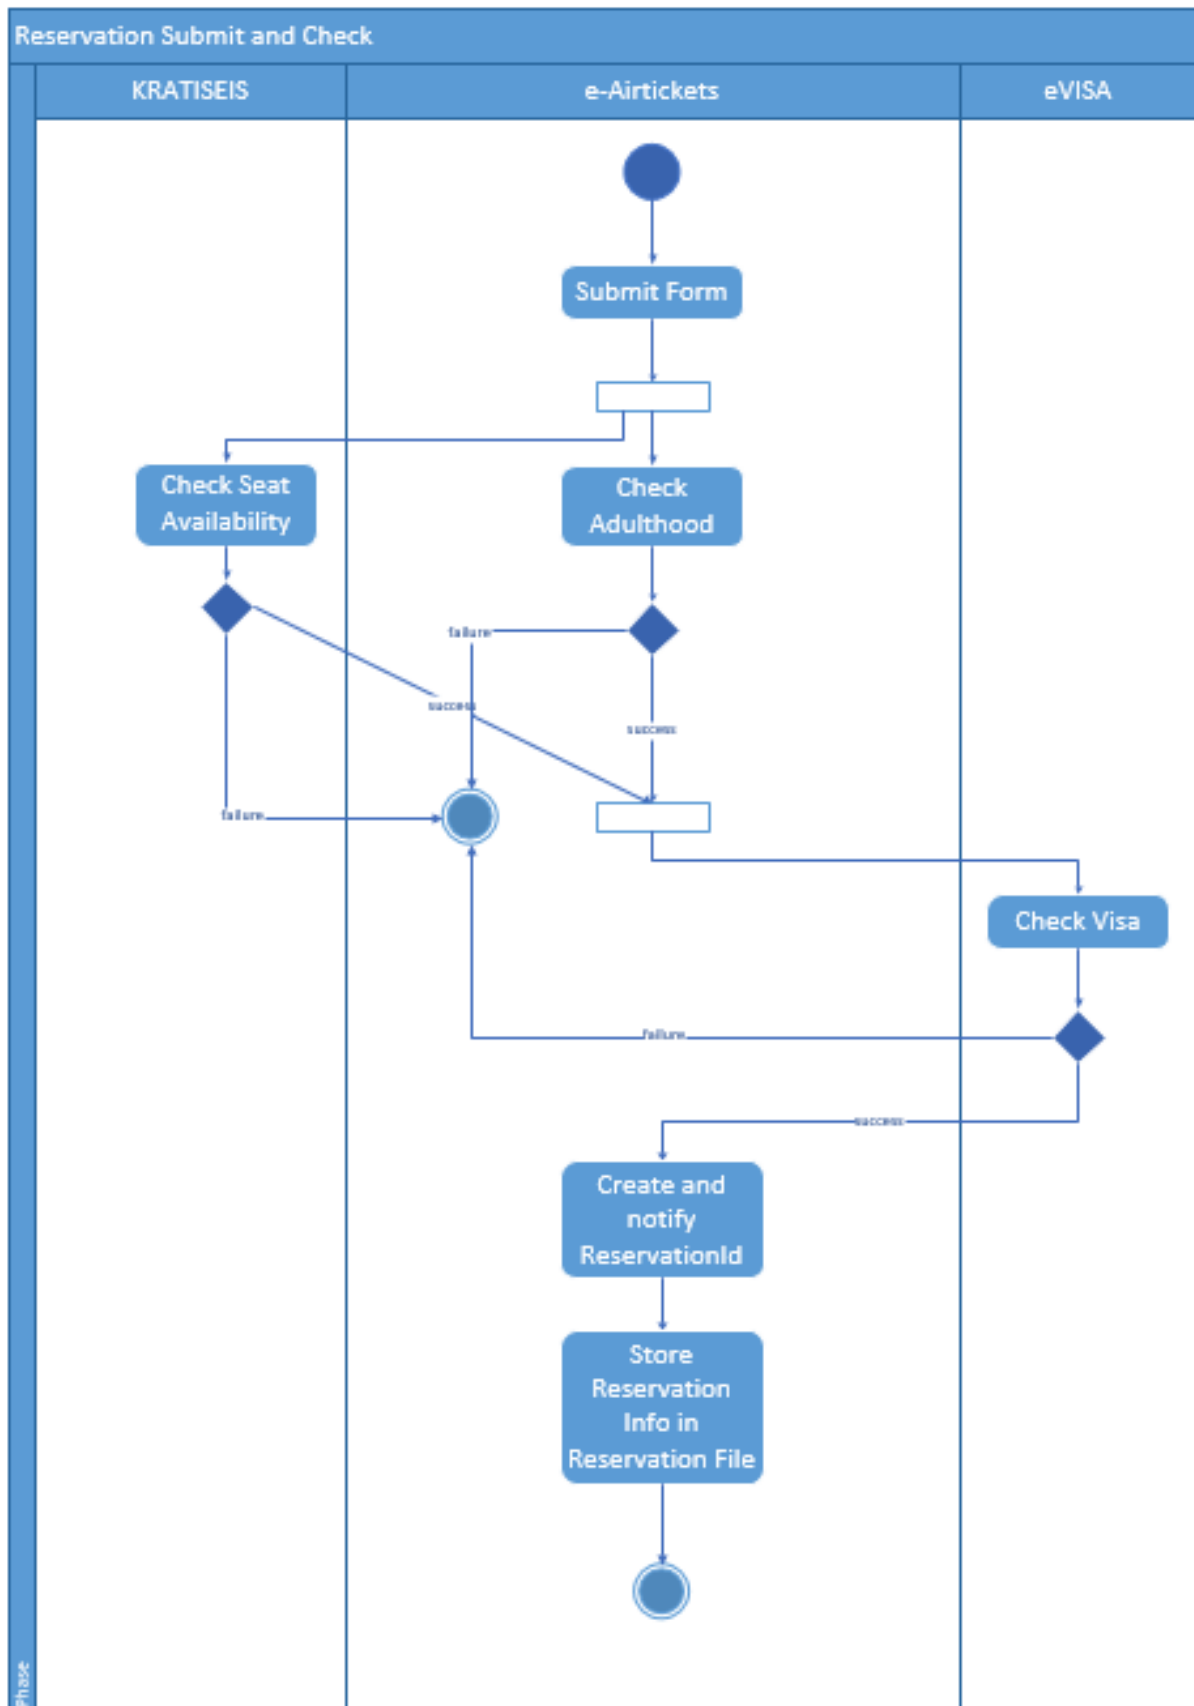 Reservation Submit and Check
KRATISEIS
e-Airtickets
eVISA
Submit Form
Check Seat
Availability
Check
Adulthood
failure
success
success
failure
Check Visa
failure
success
Create and
notify
ReservationId
Store
Reservation
Info in
Reservation File
Phase